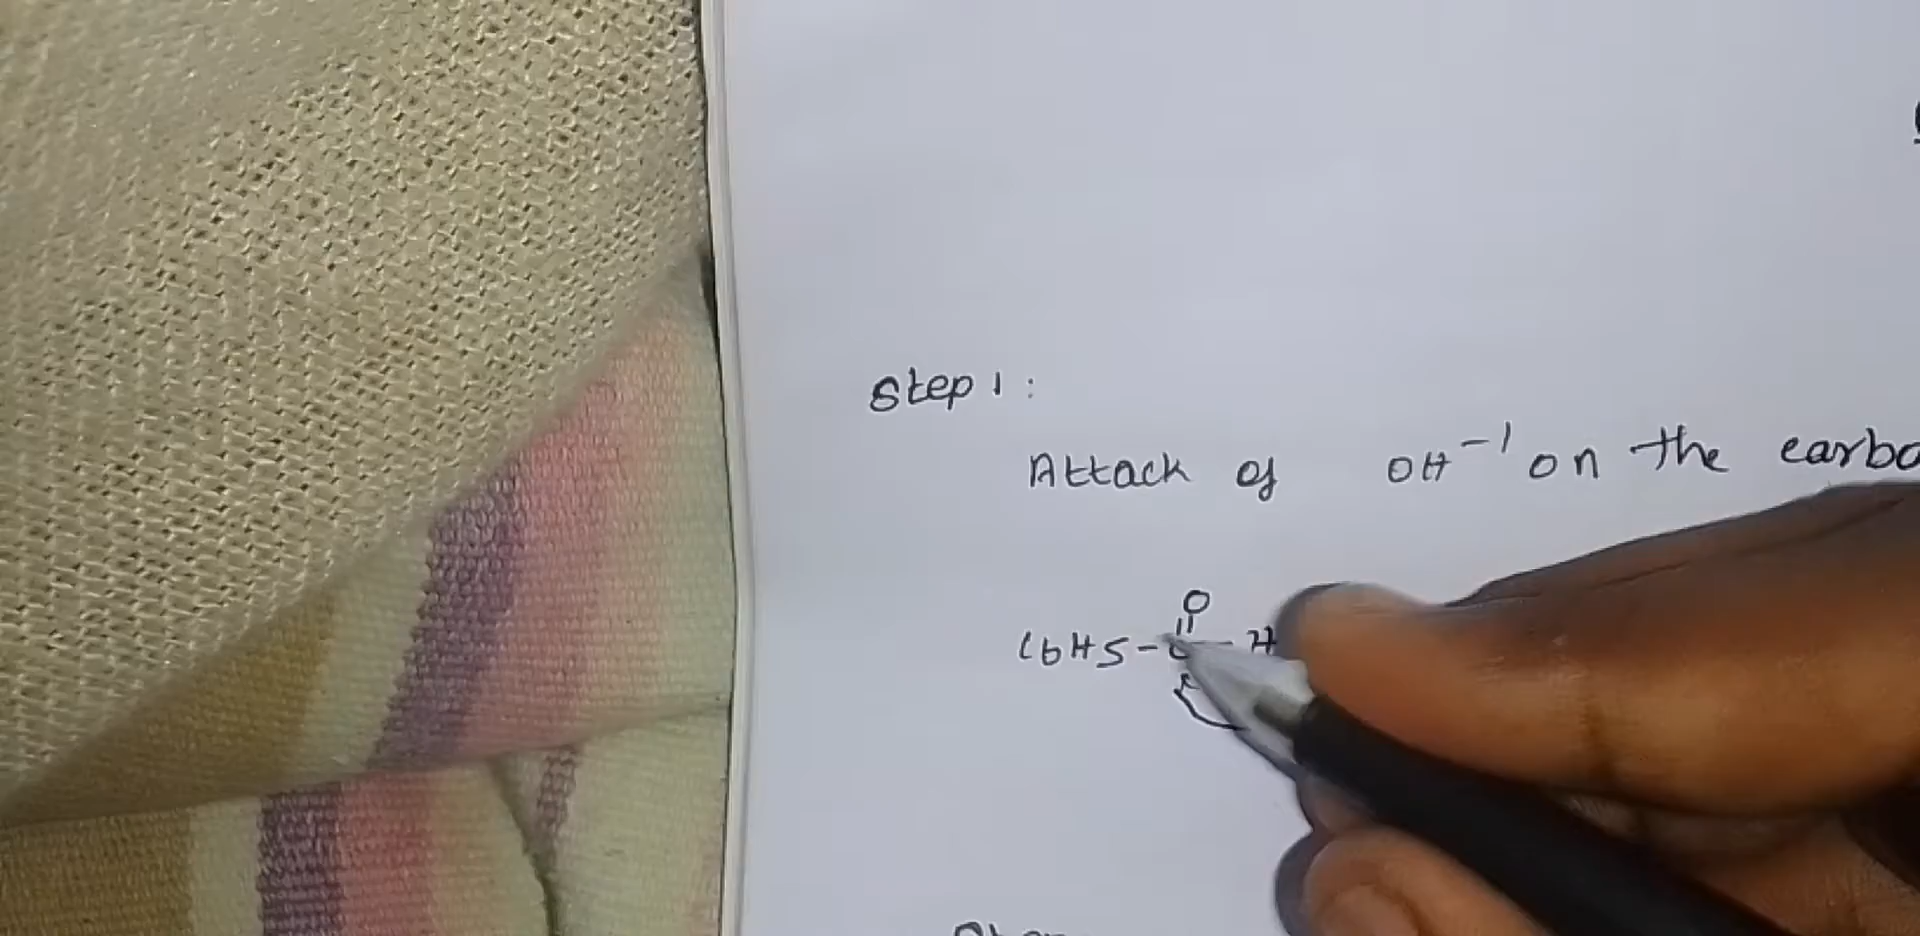 Step 1:
Attack of OH⁻¹ on the carbo
O
C6H5-C-H